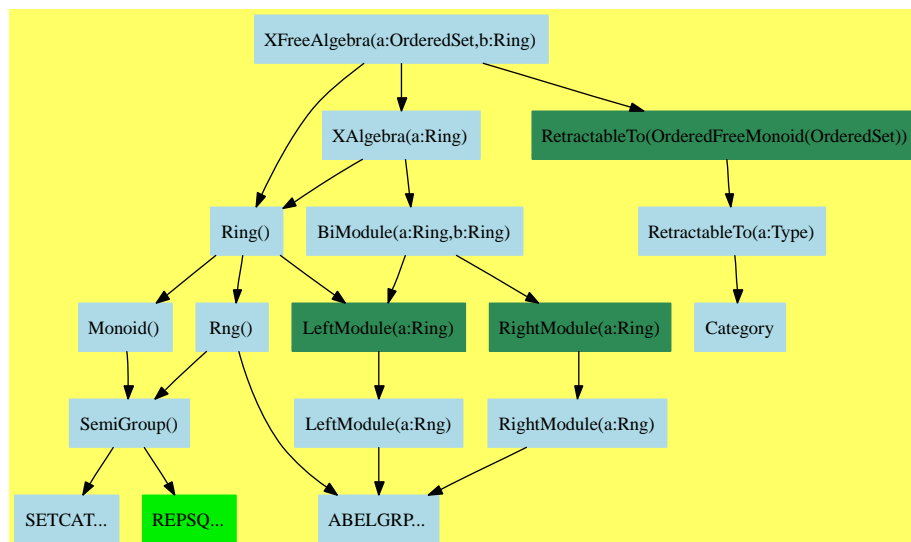 XFreeAlgebra(a:OrderedSet,b:Ring)
XAlgebra(a:Ring)
RetractableTo(OrderedFreeMonoid(OrderedSet))
Ring()
BiModule(a:Ring,b:Ring)
RetractableTo(a:Type)
Monoid()
Rng()
LeftModule(a:Ring)
RightModule(a:Ring)
Category
SemiGroup()
LeftModule(a:Rng)
RightModule(a:Rng)
SETCAT...
REPSQ...
ABELGRP...